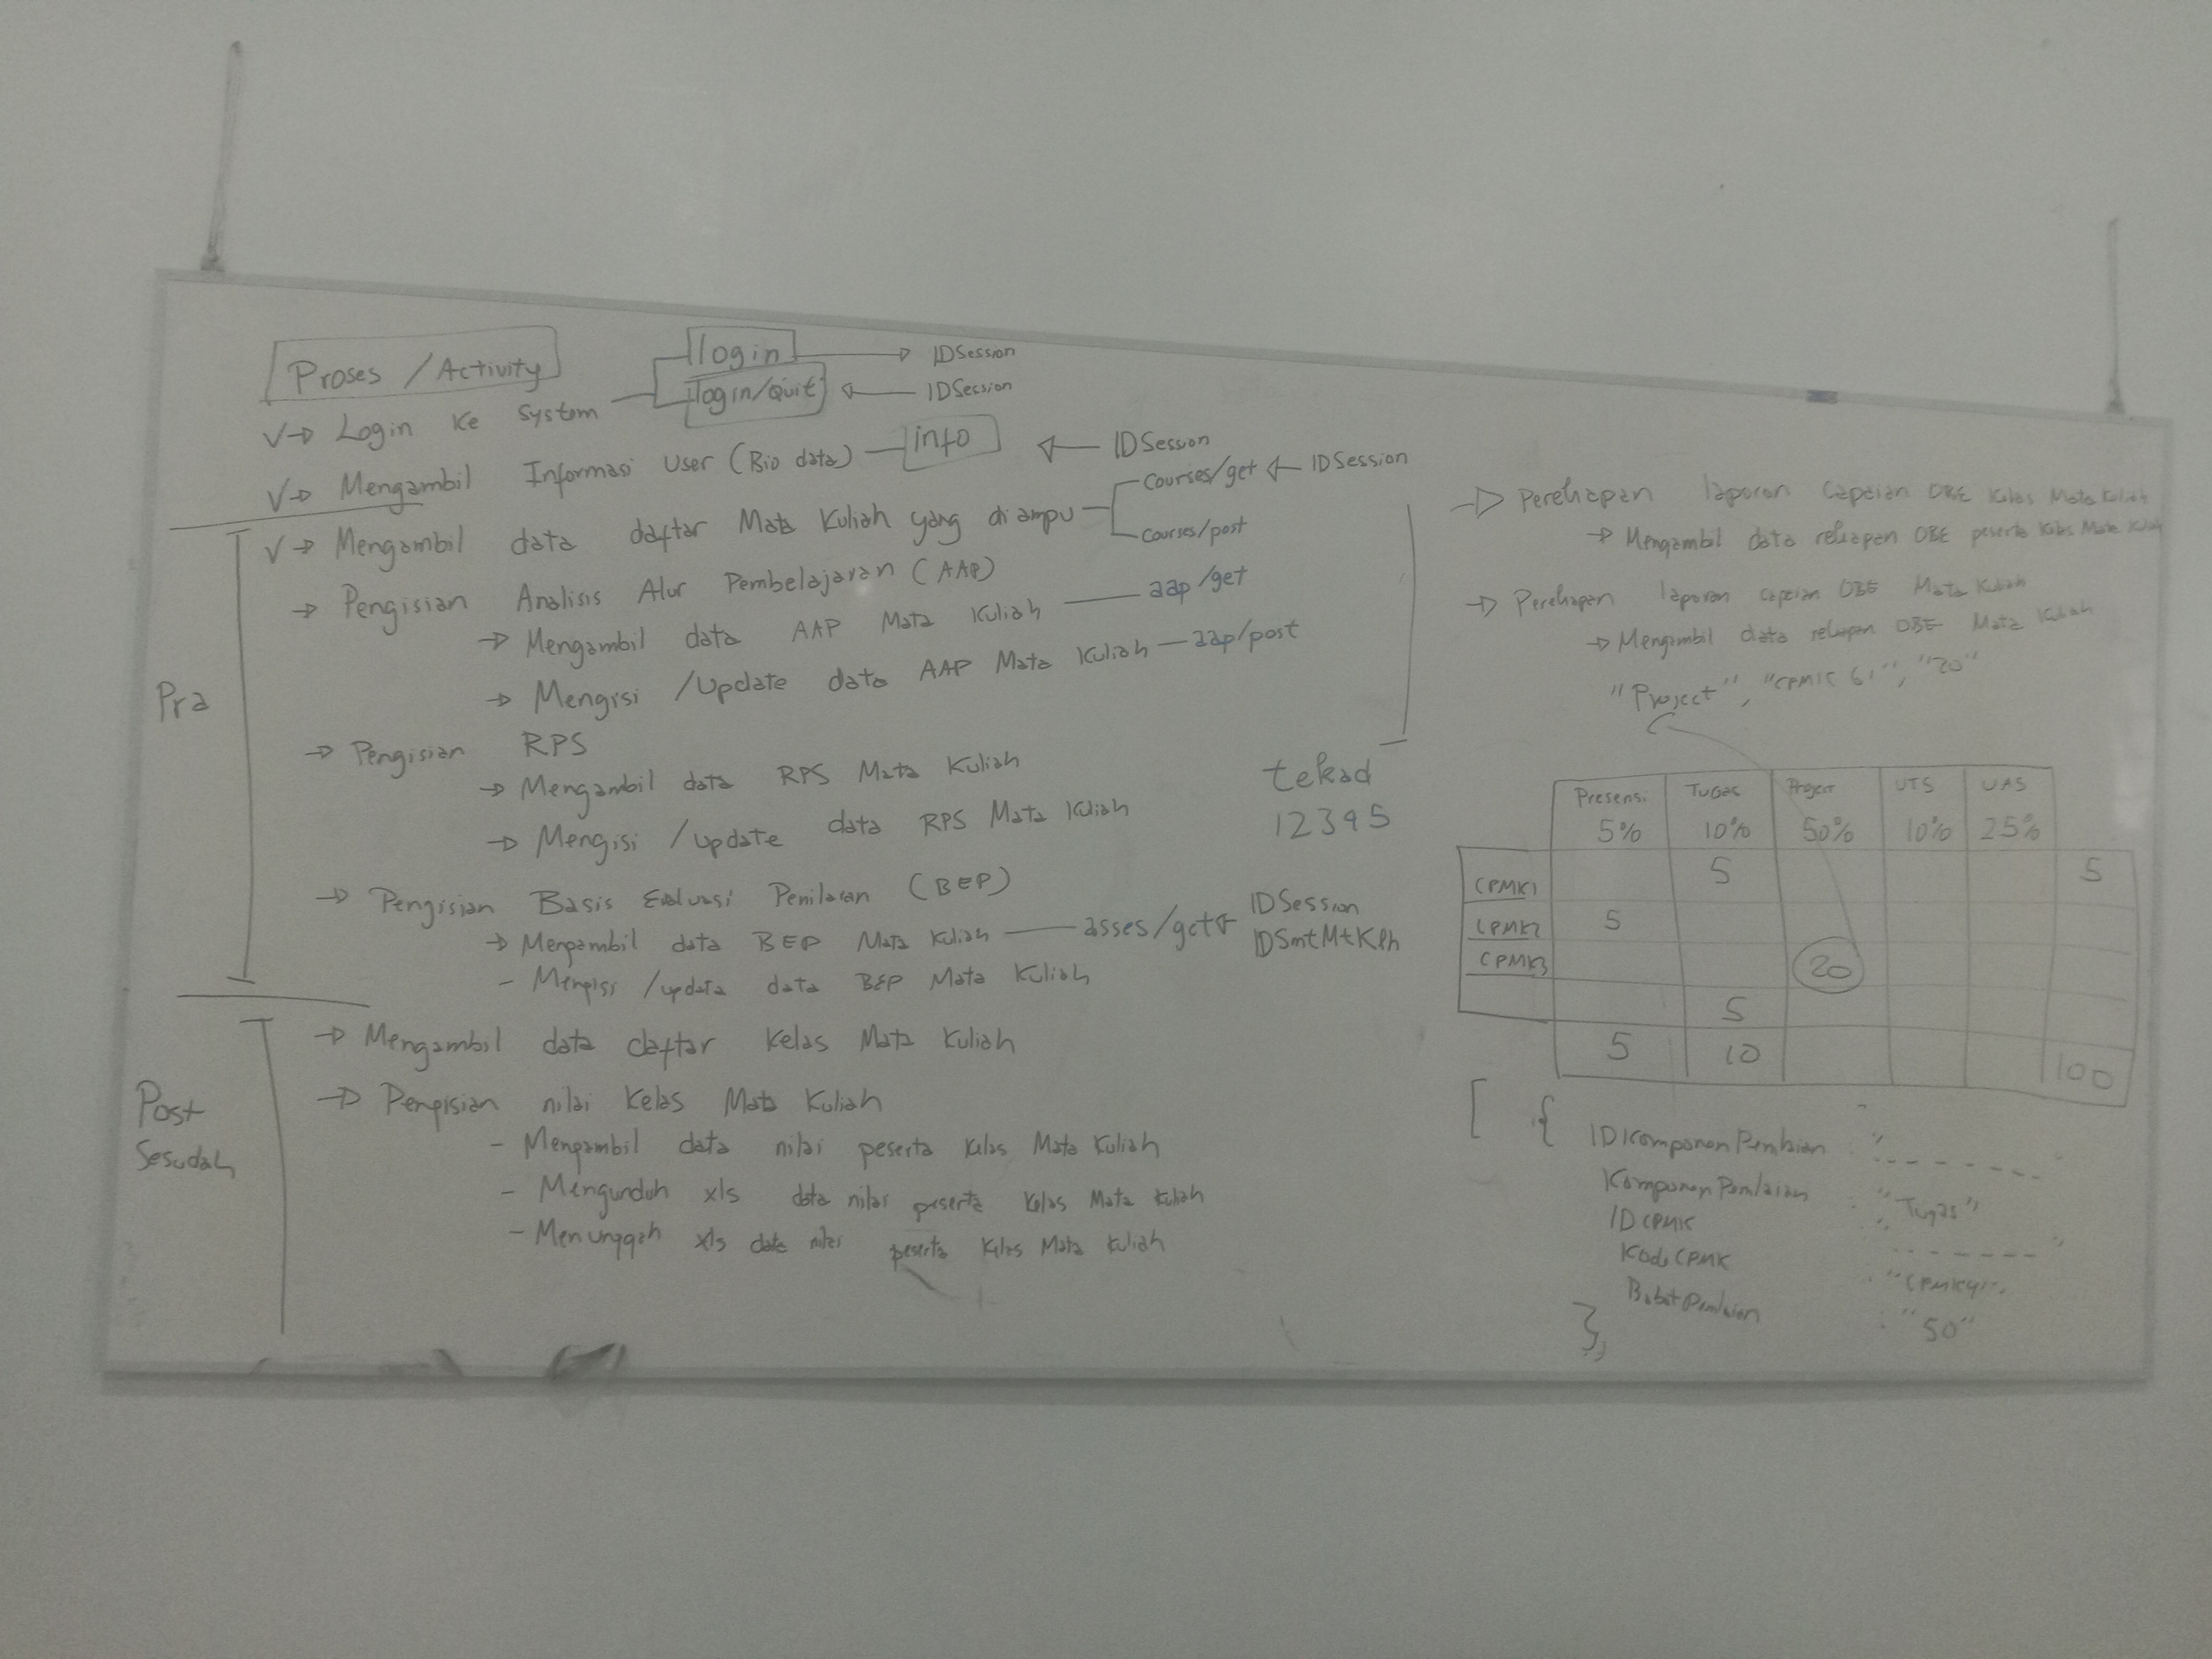 Proses / Activity
login → IDSession
login/Quit ← IDSession
V→ Login ke System
V→ Mengambil Informasi User (Bio data) — info ← IDSession
V→ Mengambil data daftar Mata Kuliah yang diampu
courses/get ← IDSession
courses/post
→ Pengisian Analisis Alur Pembelajaran (AAP)
→ Mengambil data AAP Mata Kuliah — aap/get
→ Mengisi /Update data AAP Mata Kuliah — aap/post
Pra
→ Pengisian RPS
→ Mengambil data RPS Mata Kuliah
→ Mengisi /update data RPS Mata Kuliah
tekad
12345
→ Pengisian Basis Evaluasi Penilaian (BEP)
→ Mengambil data BEP Mata Kuliah — asses/get ← IDSession
IDSmtMtKlh
- Mengisi /update data BEP Mata Kuliah
→ Mengambil data daftar Kelas Mata Kuliah
Post
Sesudah
→ Pengisian nilai Kelas Mata Kuliah
- Mengambil data nilai peserta Kelas Mata Kuliah
- Mengunduh xls data nilai peserta Kelas Mata Kuliah
- Menunggah xls data nilai peserta Kelas Mata Kuliah
→ Perekapan laporan Capaian OBE Kelas Mata Kuliah
→ Mengambil data rekapan OBE peserta Kelas Mata Kuliah
→ Perekapan laporan capaian OBE Mata Kuliah
→ Mengambil data rekapan OBE Mata Kuliah
"Project", "CPMK 61", "20"
Presensi Tugas Project UTS UAS
5% 10% 50% 10% 25%
CPMK1 5 5
CPMK2 5
CPMK3 20
5
5 10 100
[ {
IDKomponenPenilaian : "-------"
KomponenPenilaian : "Tugas"
IDCPMK : "------"
KodeCPMK : "CPMK41",
BobotPenilaian : "50"
},